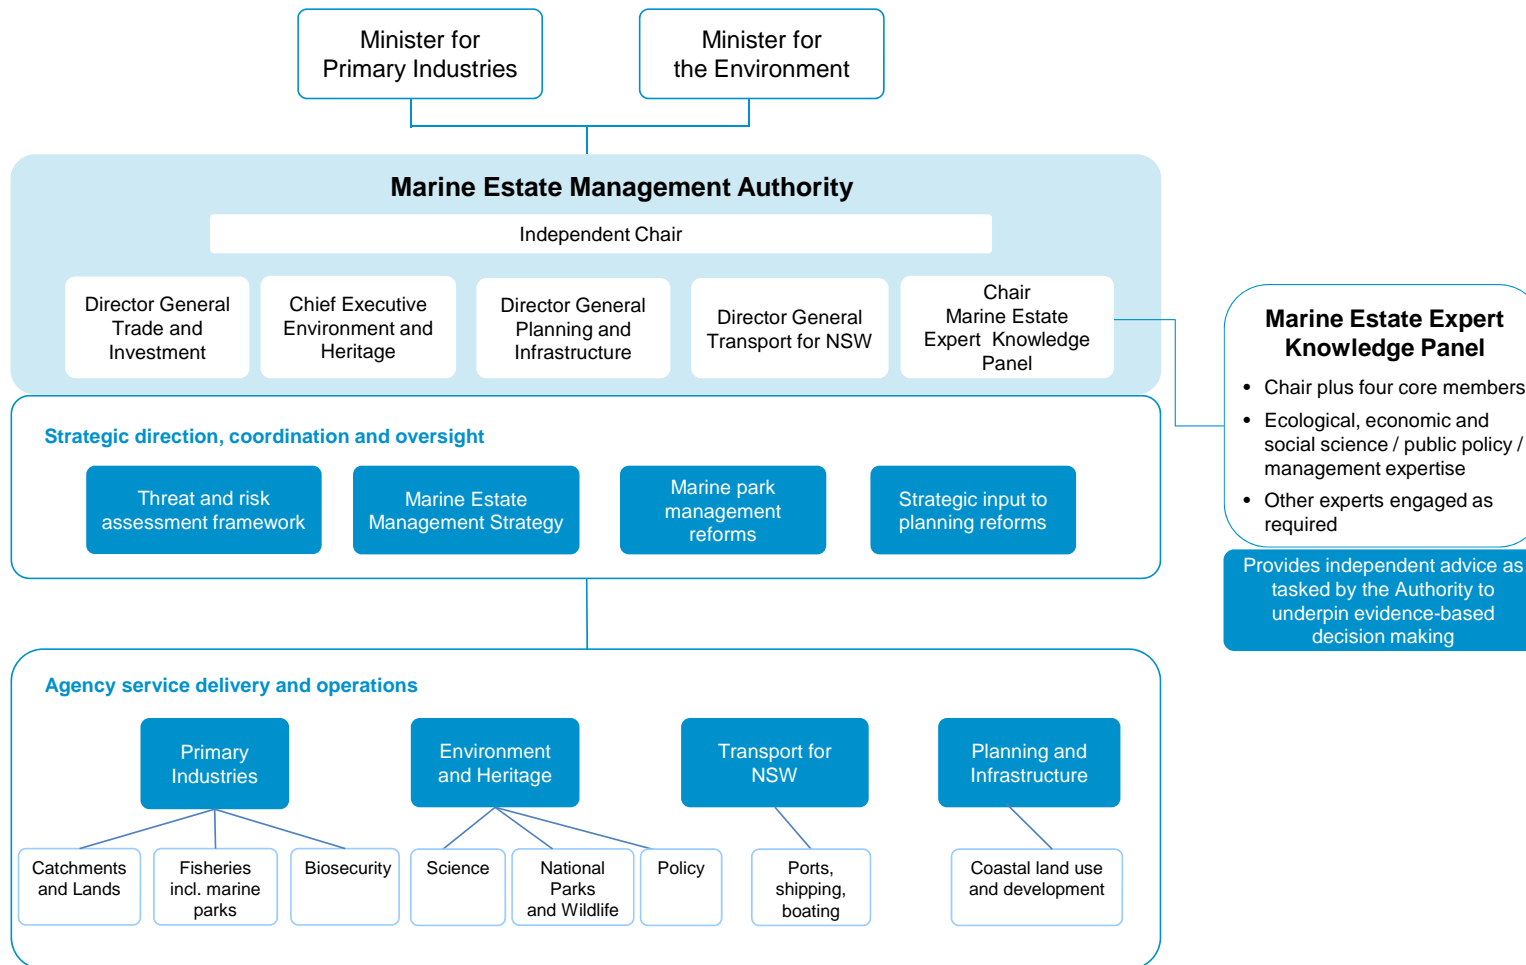 Minister for
Primary Industries
Minister for
the Environment
Marine Estate Management Authority
Independent Chair
Director General
Trade and
Investment
Chief Executive
Environment and
Heritage
Director General
Planning and
Infrastructure
Director General
Transport for NSW
Chair
Marine Estate
Expert Knowledge
Panel
Marine Estate Expert
Knowledge Panel
• Chair plus four core members
• Ecological, economic and
social science / public policy /
management expertise
• Other experts engaged as
required
Provides independent advice as
tasked by the Authority to
underpin evidence-based
decision making
Strategic direction, coordination and oversight
Threat and risk
assessment framework
Marine Estate
Management Strategy
Marine park
management
reforms
Strategic input to
planning reforms
Agency service delivery and operations
Primary
Industries
Environment
and Heritage
Transport for
NSW
Planning and
Infrastructure
Catchments
and Lands
Fisheries
incl. marine
parks
Biosecurity
Science
National
Parks
and Wildlife
Policy
Ports,
shipping,
boating
Coastal land use
and development